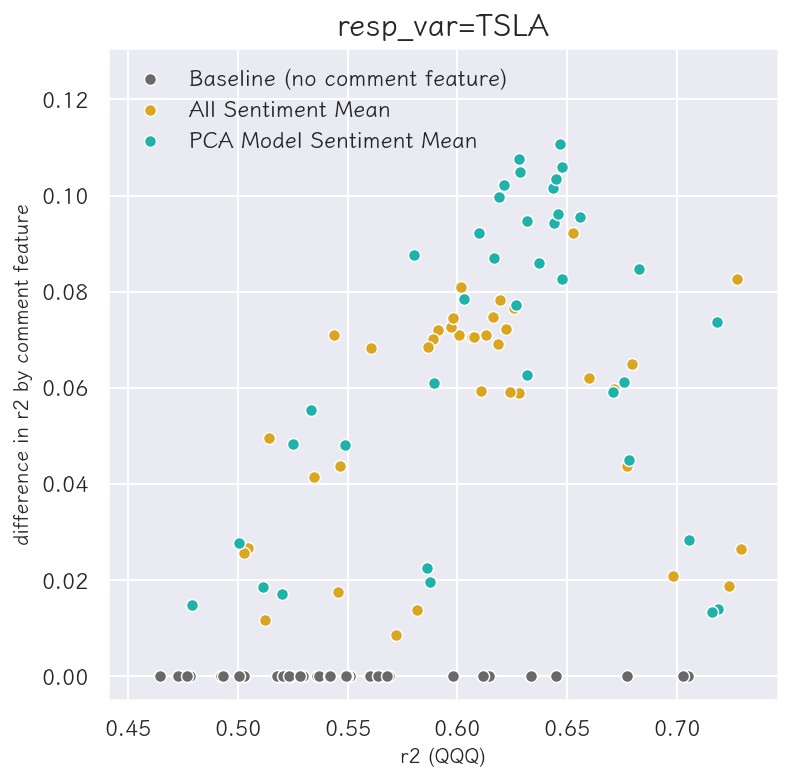 resp_var=TSLA
Baseline (no comment feature)
All Sentiment Mean
PCA Model Sentiment Mean
difference in r2 by comment feature
0.12
0.10
0.08
0.06
0.04
0.02
0.00
0.45 0.50 0.55 0.60 0.65 0.70
r2 (QQQ)